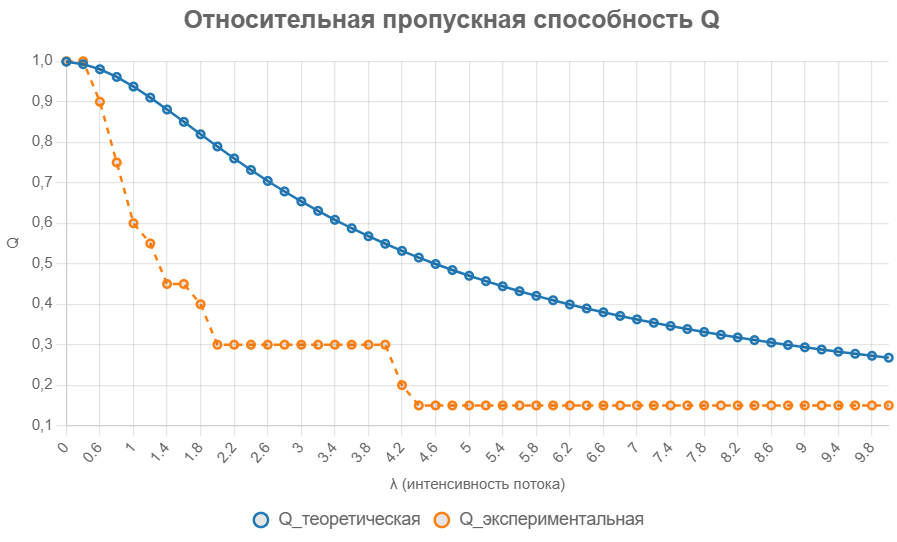 Относительная пропускная способность Q
1,0
0,9
0,8
0,7
0,6
0,5
0,4
0,3
0,2
0,1
Q
0 0.6 1 1.4 1.8 2.2 2.6 3 3.4 3.8 4.2 4.6 5 5.4 5.8 6.2 6.6 7 7.4 7.8 8.2 8.6 9 9.4 9.8
λ (интенсивность потока)
Q_теоретическая Q_экспериментальная